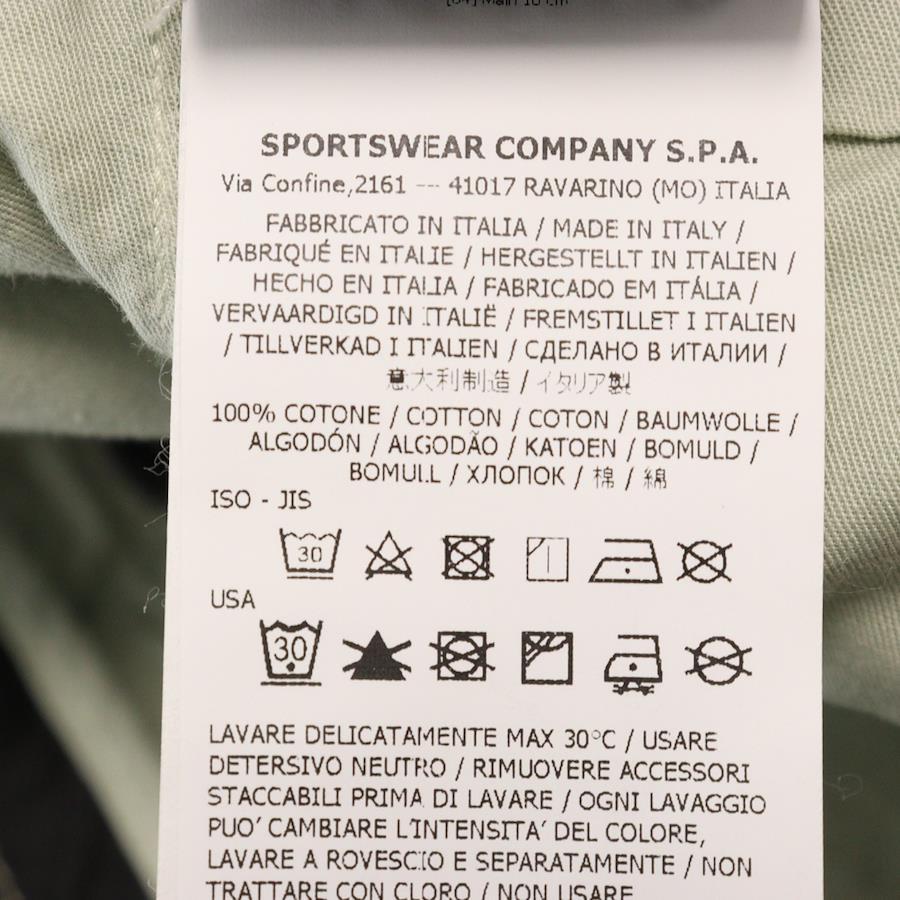 SPORTSWEAR COMPANY S.P.A.
Via Confine,2161 --- 41017 RAVARINO (MO) ITALIA
FABBRICATO IN ITALIA / MADE IN ITALY /
FABRIQUÉ EN ITALIE / HERGESTELLT IN ITALIEN /
HECHO EN ITALIA / FABRICADO EM ITÁLIA /
VERVAARDIGD IN ITALIË / FREMSTILLET I ITALIEN
/ TILLVERKAD I ITALIEN / СДЕЛАНО В ИТАЛИИ /
意大利制造 / イタリア製
100% COTONE / COTTON / COTON / BAUMWOLLE /
ALGODÓN / ALGODÃO / KATOEN / BOMULD /
BOMULL / ХЛОПОК / 棉 / 綿
ISO - JIS
30
USA
30
LAVARE DELICATAMENTE MAX 30°C / USARE
DETERSIVO NEUTRO / RIMUOVERE ACCESSORI
STACCABILI PRIMA DI LAVARE / OGNI LAVAGGIO
PUO' CAMBIARE L'INTENSITA' DEL COLORE,
LAVARE A ROVESCIO E SEPARATAMENTE / NON
TRATTARE CON CLORO / NON USARE